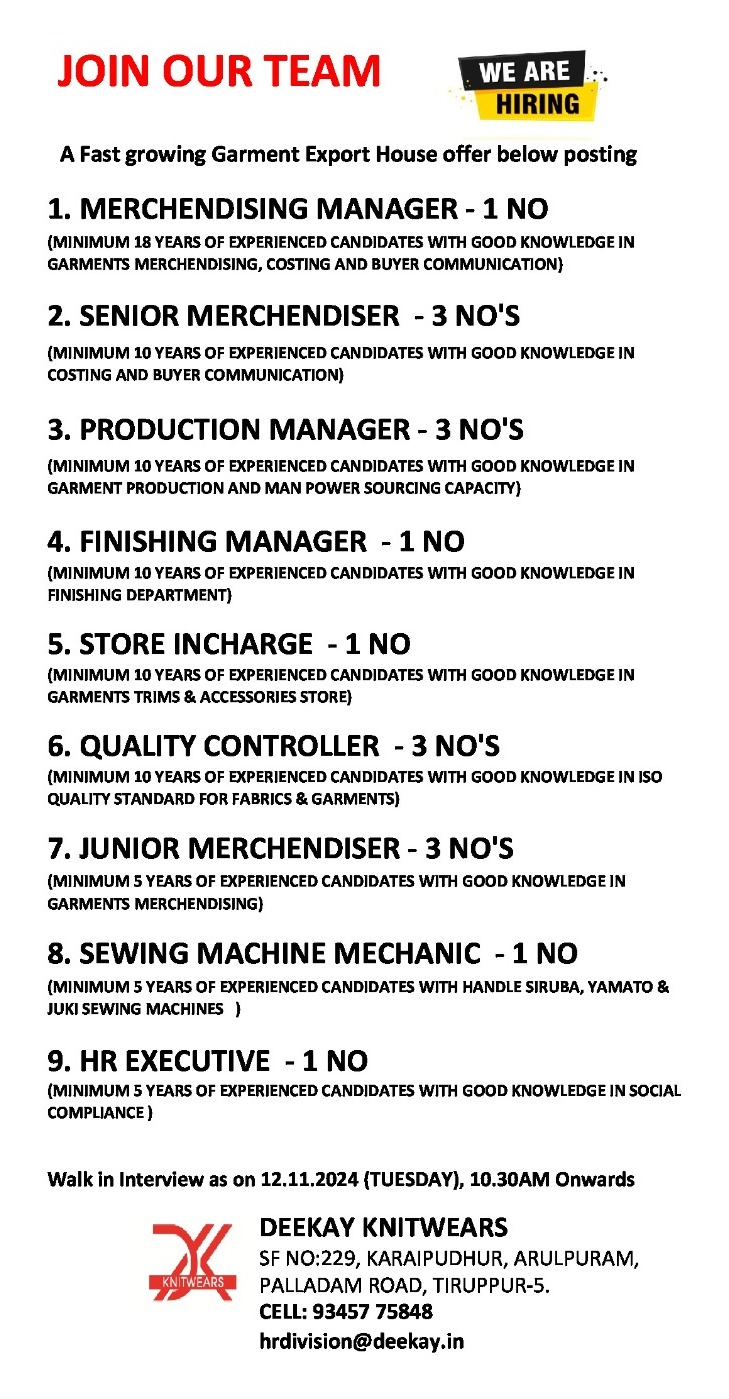 JOIN OUR TEAM
WE ARE
HIRING
A Fast growing Garment Export House offer below posting
1. MERCHENDISING MANAGER - 1 NO
(MINIMUM 18 YEARS OF EXPERIENCED CANDIDATES WITH GOOD KNOWLEDGE IN
GARMENTS MERCHENDISING, COSTING AND BUYER COMMUNICATION)
2. SENIOR MERCHENDISER - 3 NO'S
(MINIMUM 10 YEARS OF EXPERIENCED CANDIDATES WITH GOOD KNOWLEDGE IN
COSTING AND BUYER COMMUNICATION)
3. PRODUCTION MANAGER - 3 NO'S
(MINIMUM 10 YEARS OF EXPERIENCED CANDIDATES WITH GOOD KNOWLEDGE IN
GARMENT PRODUCTION AND MAN POWER SOURCING CAPACITY)
4. FINISHING MANAGER - 1 NO
(MINIMUM 10 YEARS OF EXPERIENCED CANDIDATES WITH GOOD KNOWLEDGE IN
FINISHING DEPARTMENT)
5. STORE INCHARGE - 1 NO
(MINIMUM 10 YEARS OF EXPERIENCED CANDIDATES WITH GOOD KNOWLEDGE IN
GARMENTS TRIMS & ACCESSORIES STORE)
6. QUALITY CONTROLLER - 3 NO'S
(MINIMUM 10 YEARS OF EXPERIENCED CANDIDATES WITH GOOD KNOWLEDGE IN ISO
QUALITY STANDARD FOR FABRICS & GARMENTS)
7. JUNIOR MERCHENDISER - 3 NO'S
(MINIMUM 5 YEARS OF EXPERIENCED CANDIDATES WITH GOOD KNOWLEDGE IN
GARMENTS MERCHENDISING)
8. SEWING MACHINE MECHANIC - 1 NO
(MINIMUM 5 YEARS OF EXPERIENCED CANDIDATES WITH HANDLE SIRUBA, YAMATO &
JUKI SEWING MACHINES )
9. HR EXECUTIVE - 1 NO
(MINIMUM 5 YEARS OF EXPERIENCED CANDIDATES WITH GOOD KNOWLEDGE IN SOCIAL
COMPLIANCE )
Walk in Interview as on 12.11.2024 (TUESDAY), 10.30AM Onwards
KNITWEARS
DEEKAY KNITWEARS
SF NO:229, KARAIPUDHUR, ARULPURAM,
PALLADAM ROAD, TIRUPPUR-5.
CELL: 93457 75848
hrdivision@deekay.in